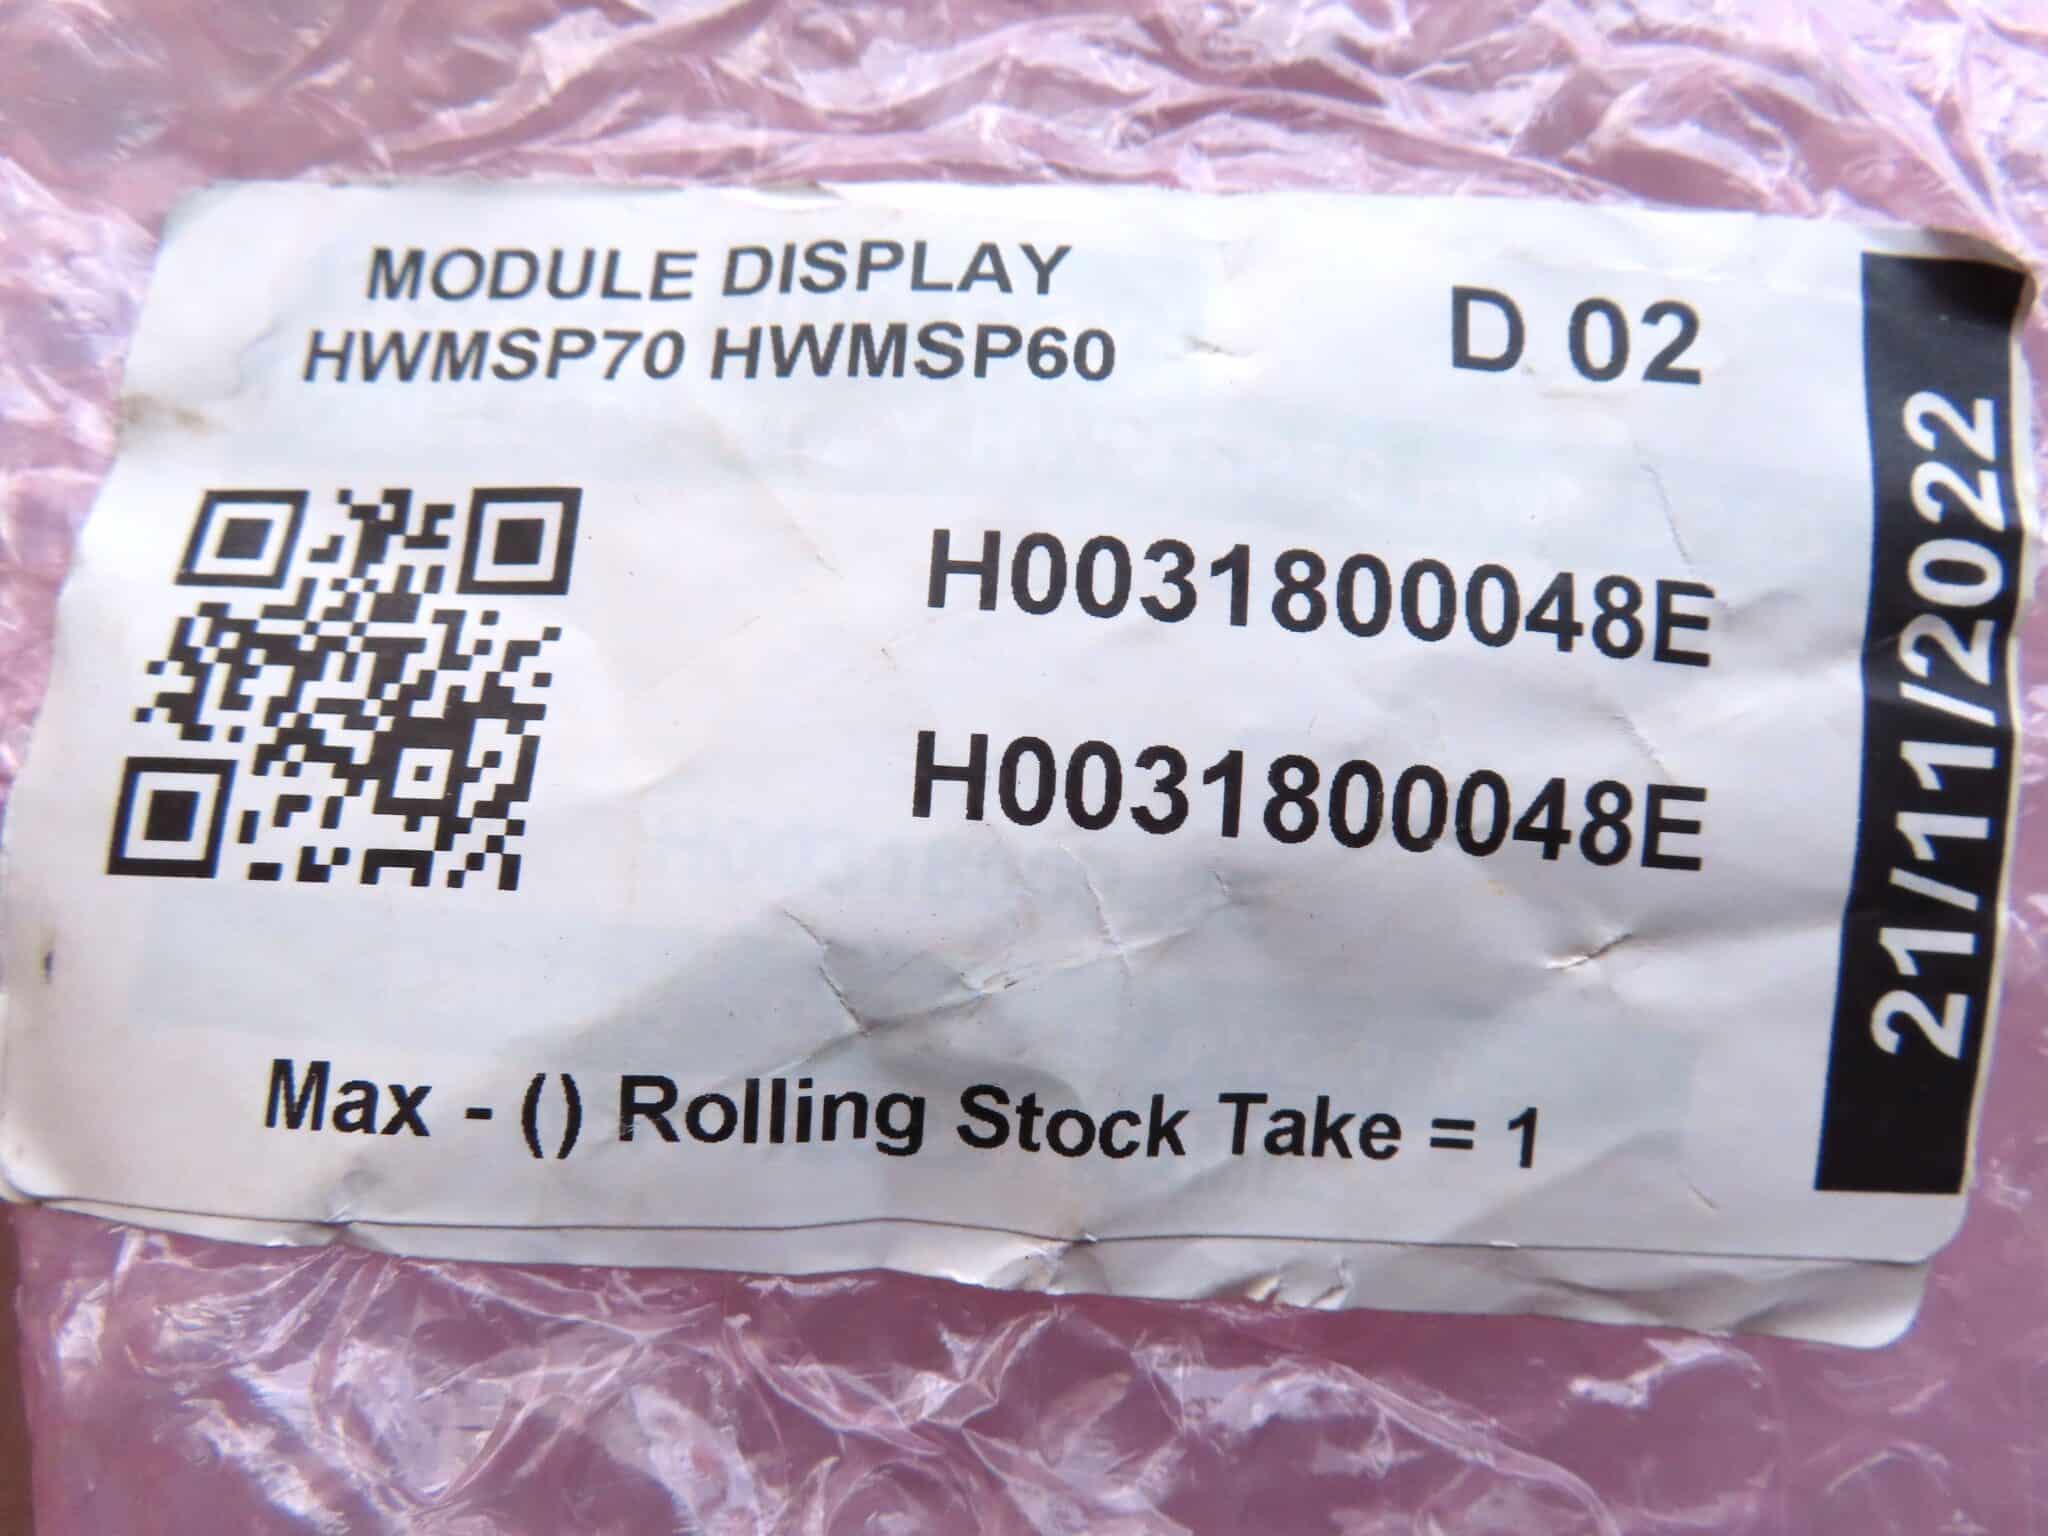 MODULE DISPLAY
HWMSP70 HWMSP60
D 02
H0031800048E
H0031800048E
Max - () Rolling Stock Take = 1
21/11/2022